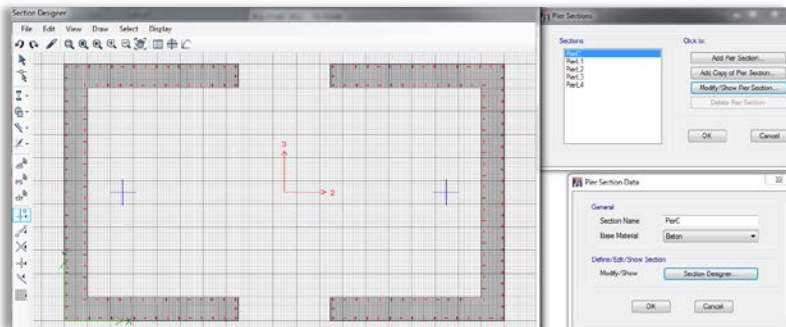 Section Designer
File Edit View Draw Select Display
3
2
Pier Sections
Sections
Click to:
PierC
PierL1
PierL2
PierL3
PierL4
Add Pier Section...
Add Copy of Pier Section...
Modify/Show Pier Section...
Delete Pier Section
OK Cancel
Pier Section Data
General
Section Name PierC
Base Material Beton
Define/Edit/Show Section
Modify/Show Section Designer...
OK Cancel